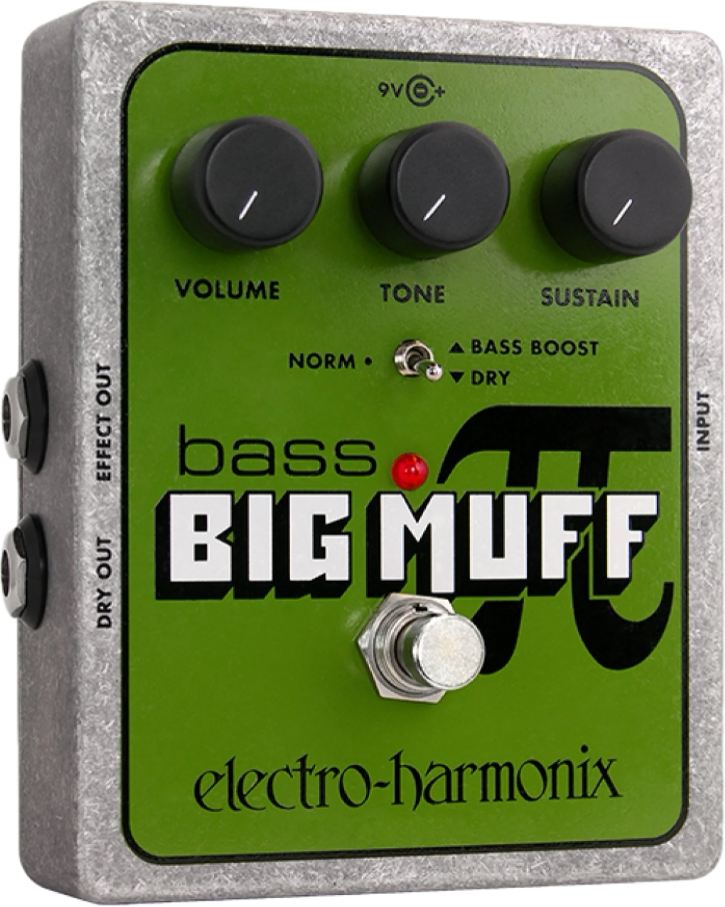 9V +
VOLUME
TONE
SUSTAIN
NORM •
▲ BASS BOOST
▼ DRY
EFFECT OUT
DRY OUT
INPUT
bass
BIG MUFF
π
electro-harmonix